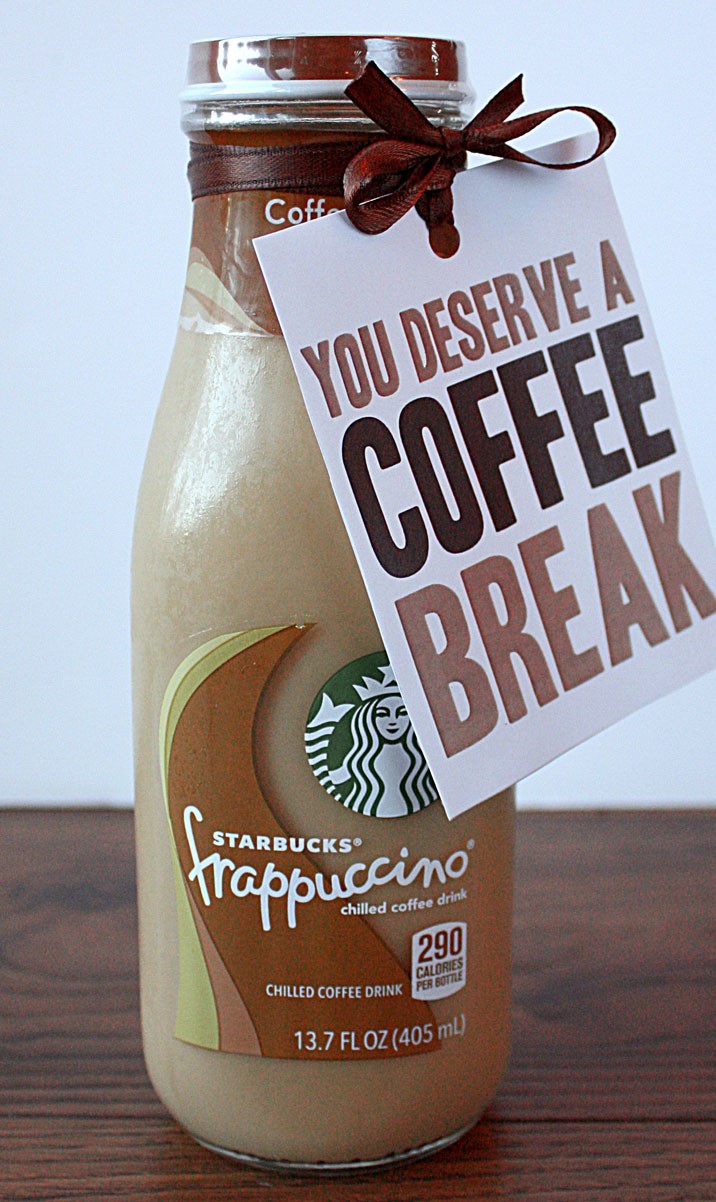 YOU DESERVE A
COFFEE
BREAK
STARBUCKS®
frappuccino®
chilled coffee drink
290
CALORIES
PER BOTTLE
CHILLED COFFEE DRINK
13.7 FL OZ (405 mL)